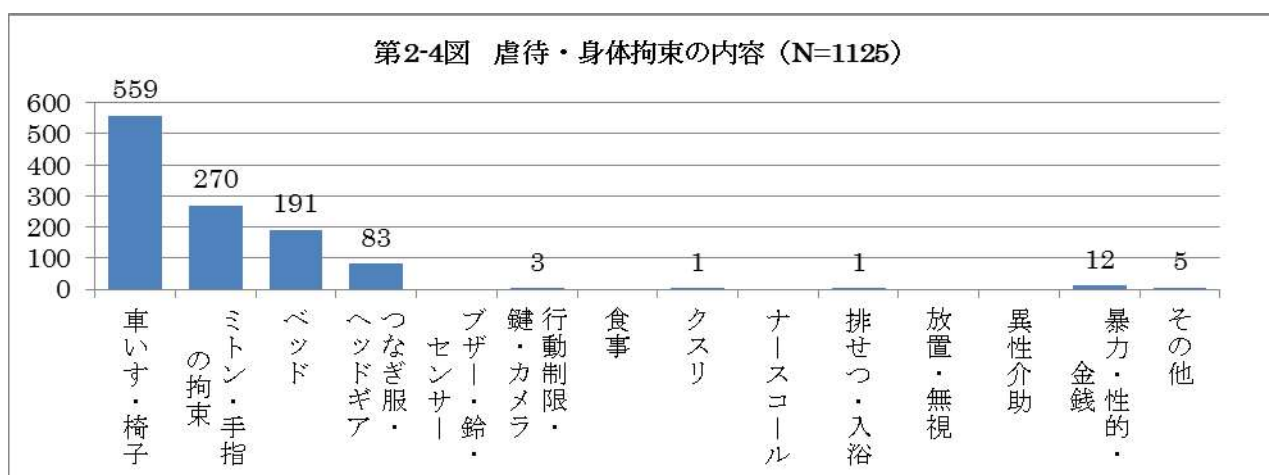 第2-4図 虐待・身体拘束の内容（N=1125）
559
270
191
83
3
1
1
12
5
600
500
400
300
200
100
0
車いす・椅子
ミトン・手指
の拘束
ベッド
つなぎ服・
ヘッドギア
ブザー・鈴・
センサー
行動制限・
鍵・カメラ
食事
クスリ
ナースコール
排せつ・入浴
放置・無視
異性介助
暴力・性的・
金銭
その他